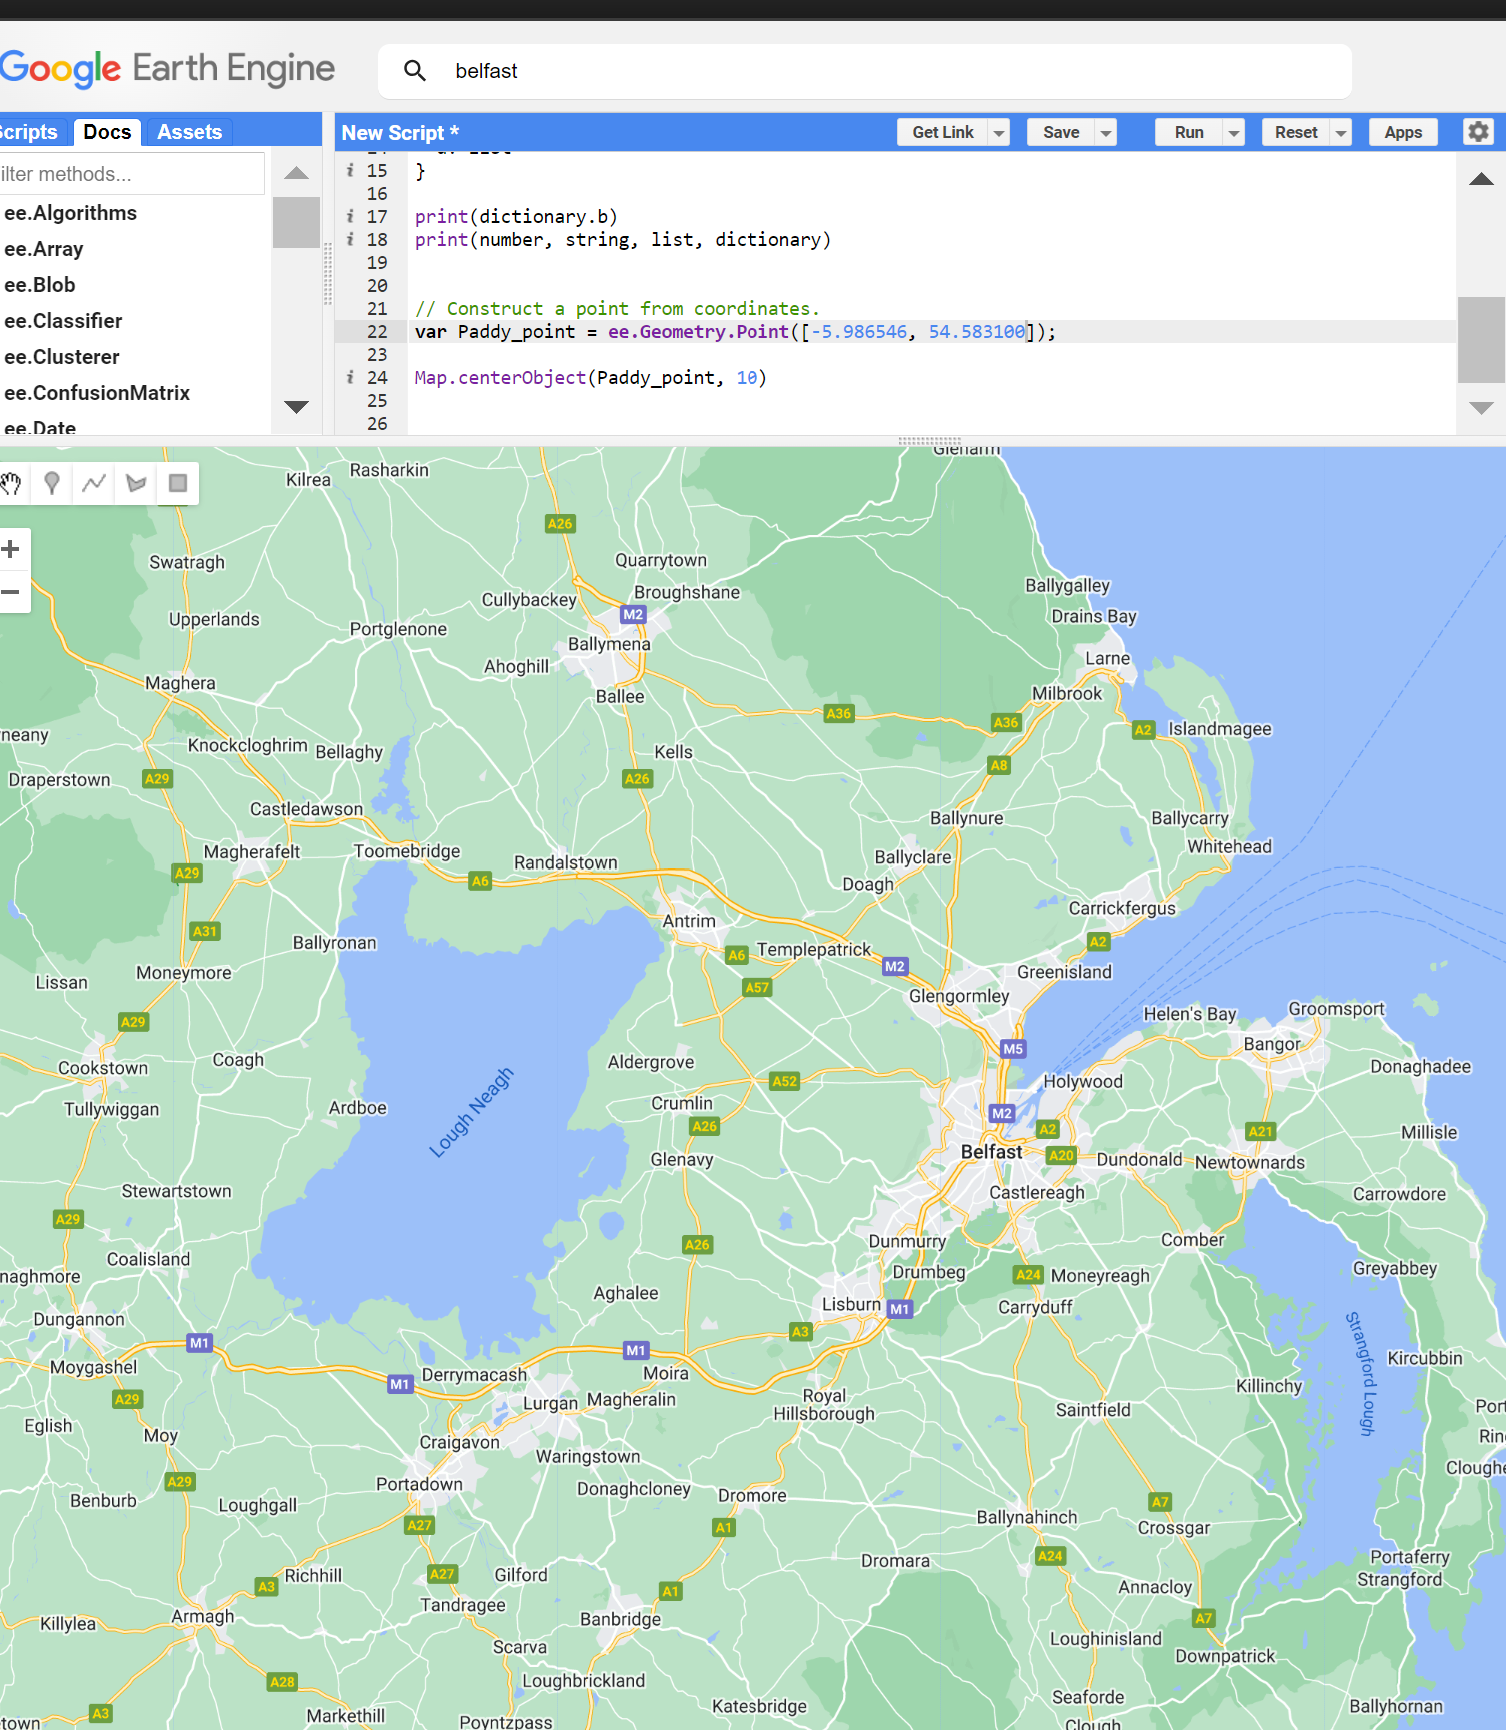 Google Earth Engine
belfast
Scripts
Docs
Assets
New Script *
Get Link
Save
Run
Reset
Apps
ilter methods...
ee.Algorithms
ee.Array
ee.Blob
ee.Classifier
ee.Clusterer
ee.ConfusionMatrix
ee.Date
i 15 }
16
i 17 print(dictionary.b)
i 18 print(number, string, list, dictionary)
19
20
21 // Construct a point from coordinates.
22 var Paddy_point = ee.Geometry.Point([-5.986546, 54.583100]);
23
i 24 Map.centerObject(Paddy_point, 10)
25
26
Glenarm
Rasharkin
Kilrea
A26
Swatragh
Quarrytown
Ballygalley
Broughshane
Cullybackey
M2
Drains Bay
Upperlands
Portglenone
Ballymena
Larne
Ahoghill
Maghera
Milbrook
Ballee
A36
A36
A2
Islandmagee
neany
Knockcloghrim
Bellaghy
Kells
A8
Draperstown
A29
A26
Castledawson
Ballynure
Ballycarry
Whitehead
Magherafelt
Toomebridge
Randalstown
Ballyclare
A29
A6
Doagh
Carrickfergus
Antrim
A31
Ballyronan
A6
Templepatrick
A2
M2
Moneymore
Greenisland
Lissan
A57
Glengormley
Helen's Bay
Groomsport
A29
Bangor
M5
Cookstown
Coagh
Aldergrove
Donaghadee
A52
Holywood
Lough Neagh
Tullywiggan
Ardboe
Crumlin
M2
A26
A2
A21
Millisle
Belfast
A20
Glenavy
Dundonald
Newtownards
Stewartstown
Castlereagh
Carrowdore
A29
A26
Dunmurry
Comber
Coalisland
Greyabbey
naghmore
Drumbeg
A24
Moneyreagh
Aghalee
Lisburn
M1
Carryduff
Dungannon
A3
M1
M1
Strangford Lough
Kircubbin
Moygashel
Derrymacash
Moira
M1
Killinchy
A29
Lurgan
Magheralin
Royal
Hillsborough
Saintfield
Port
Eglish
Moy
Craigavon
Rin
Waringstown
Cloughe
A29
Portadown
Donaghcloney
Dromore
Benburb
Loughgall
A7
Ballynahinch
A27
A1
Crossgar
Portaferry
A24
Dromara
Strangford
Richhill
A27
Gilford
A3
A1
Annacloy
Tandragee
Armagh
Banbridge
A7
Killylea
Loughinisland
Scarva
Downpatrick
A28
Loughbrickland
Seaforde
Katesbridge
Ballyhornan
A3
Markethill
town
Poyntzpass
Clough